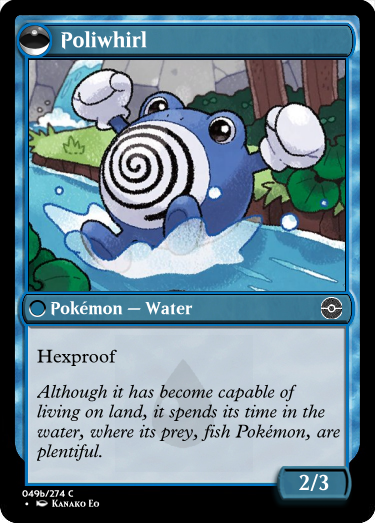 Poliwhirl
Pokémon — Water
Hexproof
Although it has become capable of
living on land, it spends its time in the
water, where its prey, fish Pokémon, are
plentiful.
2/3
049b/274 C
• Kanako Eo